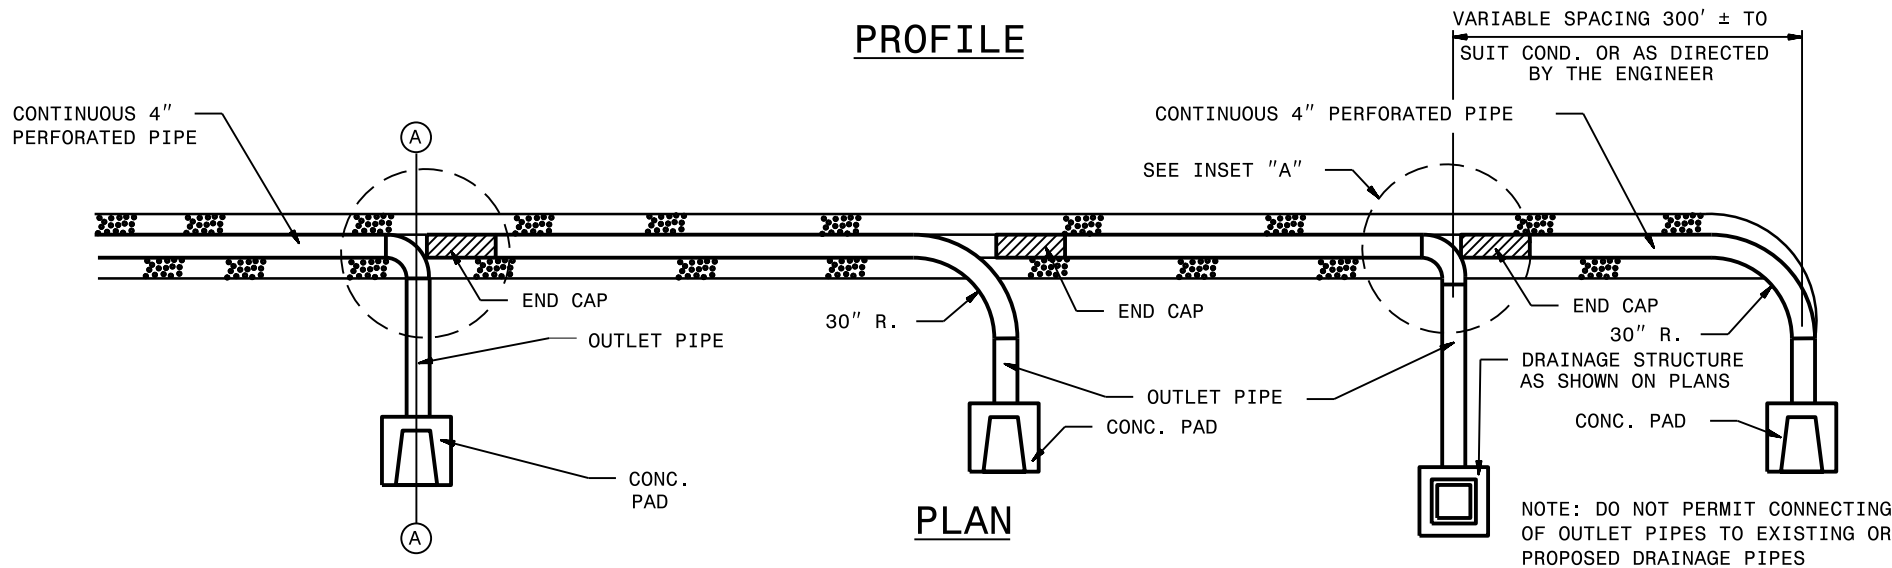 PROFILE
VARIABLE SPACING 300' ± TO
SUIT COND. OR AS DIRECTED
BY THE ENGINEER
CONTINUOUS 4"
PERFORATED PIPE
A
CONTINUOUS 4" PERFORATED PIPE
SEE INSET "A"
END CAP
OUTLET PIPE
30" R.
END CAP
END CAP
30" R.
DRAINAGE STRUCTURE
AS SHOWN ON PLANS
OUTLET PIPE
CONC. PAD
CONC. PAD
CONC.
PAD
A
PLAN
NOTE: DO NOT PERMIT CONNECTING
OF OUTLET PIPES TO EXISTING OR
PROPOSED DRAINAGE PIPES